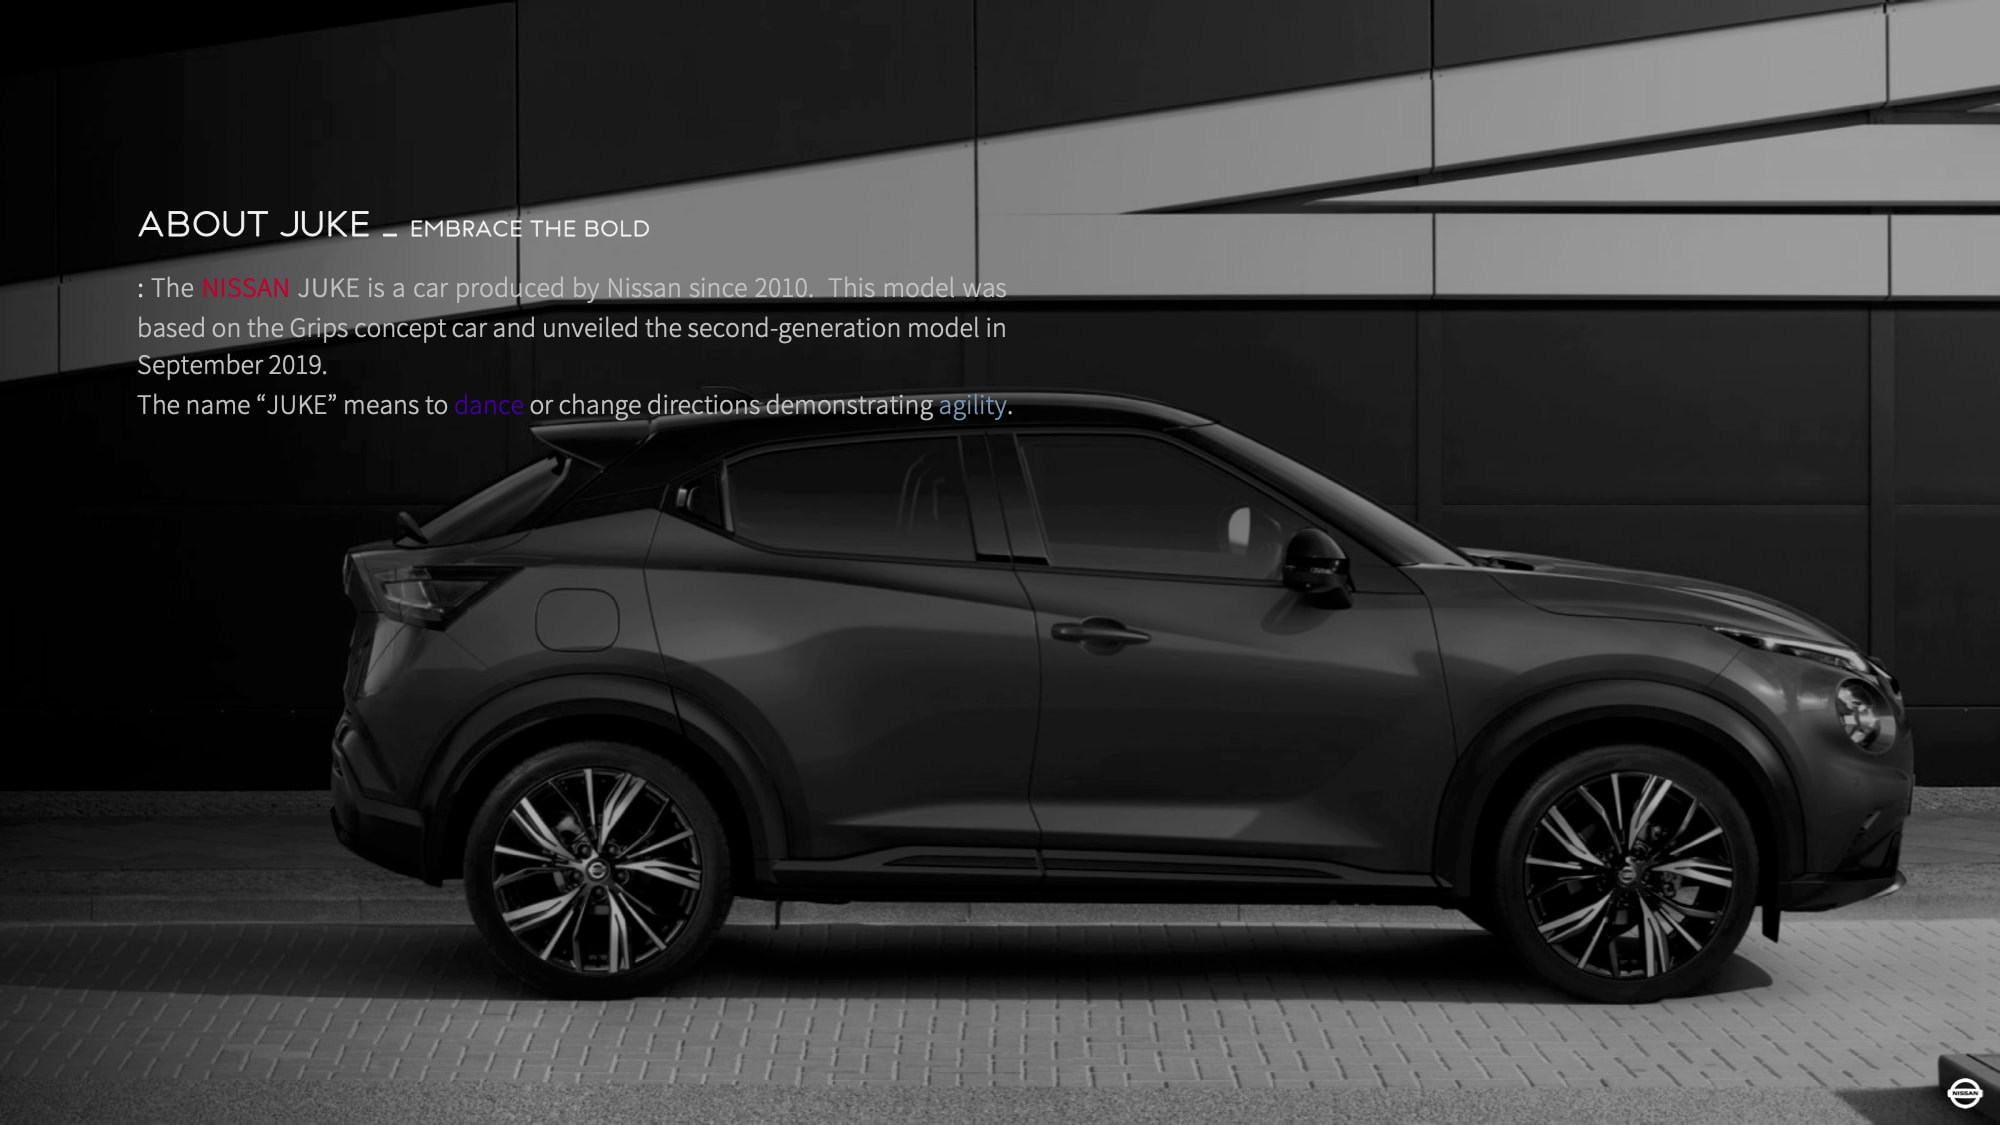 ABOUT JUKE _ EMBRACE THE BOLD
: The NISSAN JUKE is a car produced by Nissan since 2010.  This model was
based on the Grips concept car and unveiled the second-generation model in
September 2019.
The name “JUKE” means to dance or change directions demonstrating agility.
NISSAN